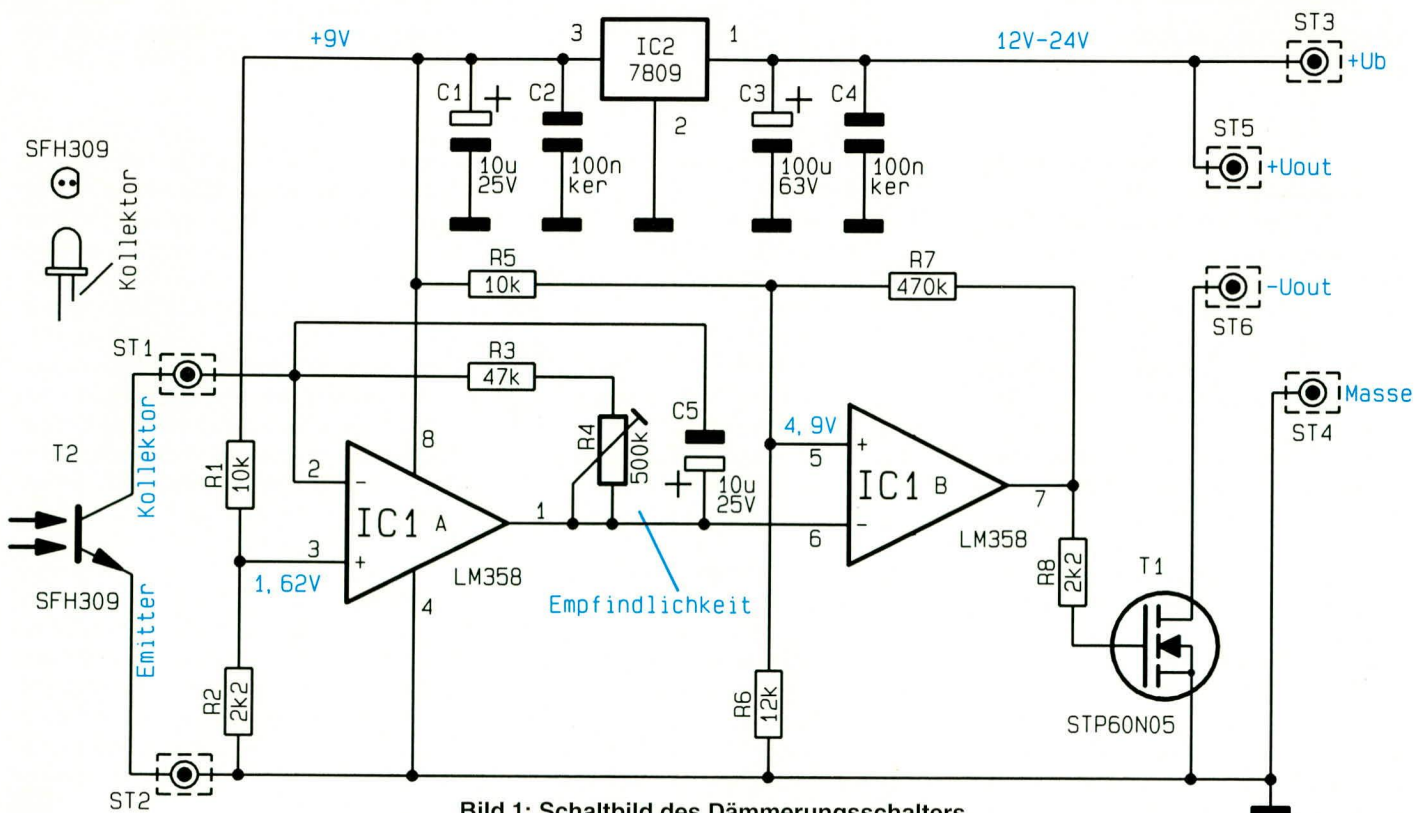 ST3
+9V
3
IC2
7809
1
12V-24V
+Ub
C1
+
C2
C3
+
C4
2
ST5
+Uout
SFH309
10u
25V
100n
ker
100u
63V
100n
ker
Kollektor
R5
10k
R7
470k
-Uout
ST6
ST1
R3
47k
C5
Masse
ST4
Kollektor
T2
R1
10k
8
R4
500k
4,9V
+
5
2
-
IC1 A
1
+
10u
25V
IC1 B
7
3
+
6
-
LM358
LM358
1,62V
SFH309
4
Empfindlichkeit
R8
2k2
T1
Emitter
R2
2k2
R6
12k
STP60N05
ST2
Bild 1: Schaltbild des Dämmerungsschalters